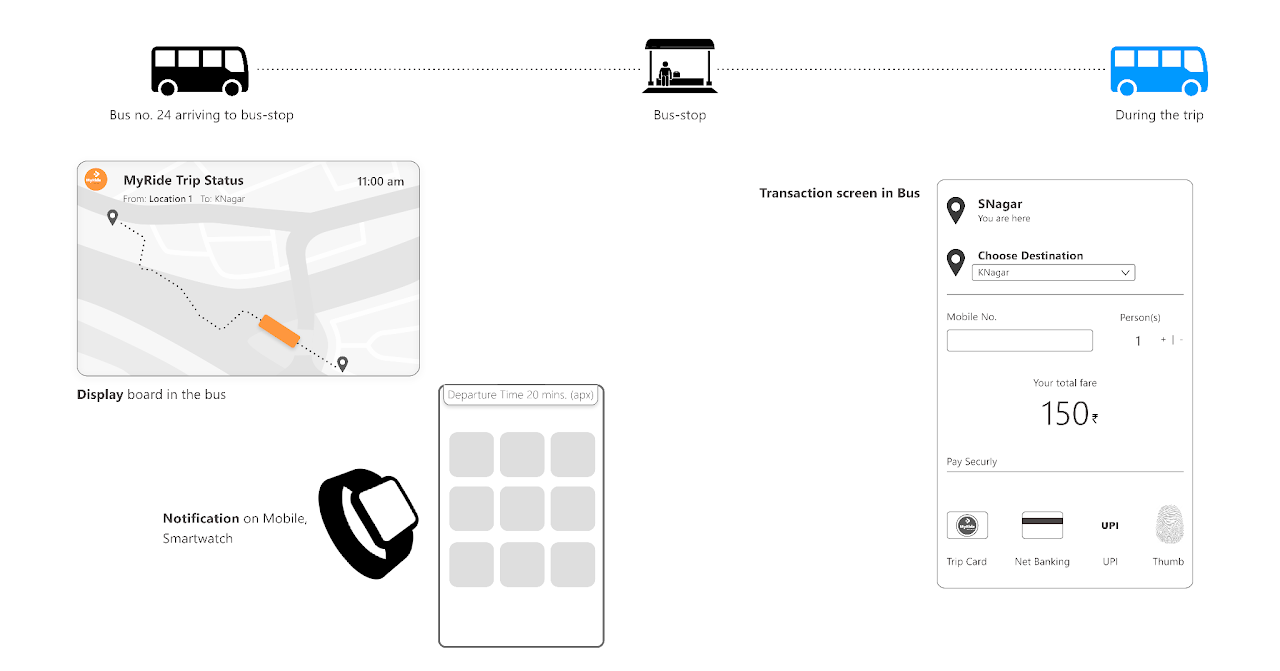 Bus no. 24 arriving to bus-stop
Bus-stop
During the trip
MyRide
MyRide Trip Status
11:00 am
From: Location 1 To: KNagar
Display board in the bus
Departure Time 20 mins. (apx)
Notification on Mobile,
Smartwatch
Transaction screen in Bus
SNagar
You are here
Choose Destination
KNagar
Mobile No.
Person(s)
1 + | -
Your total fare
150₹
Pay Securly
MyRide
UPI
Trip Card
Net Banking
UPI
Thumb